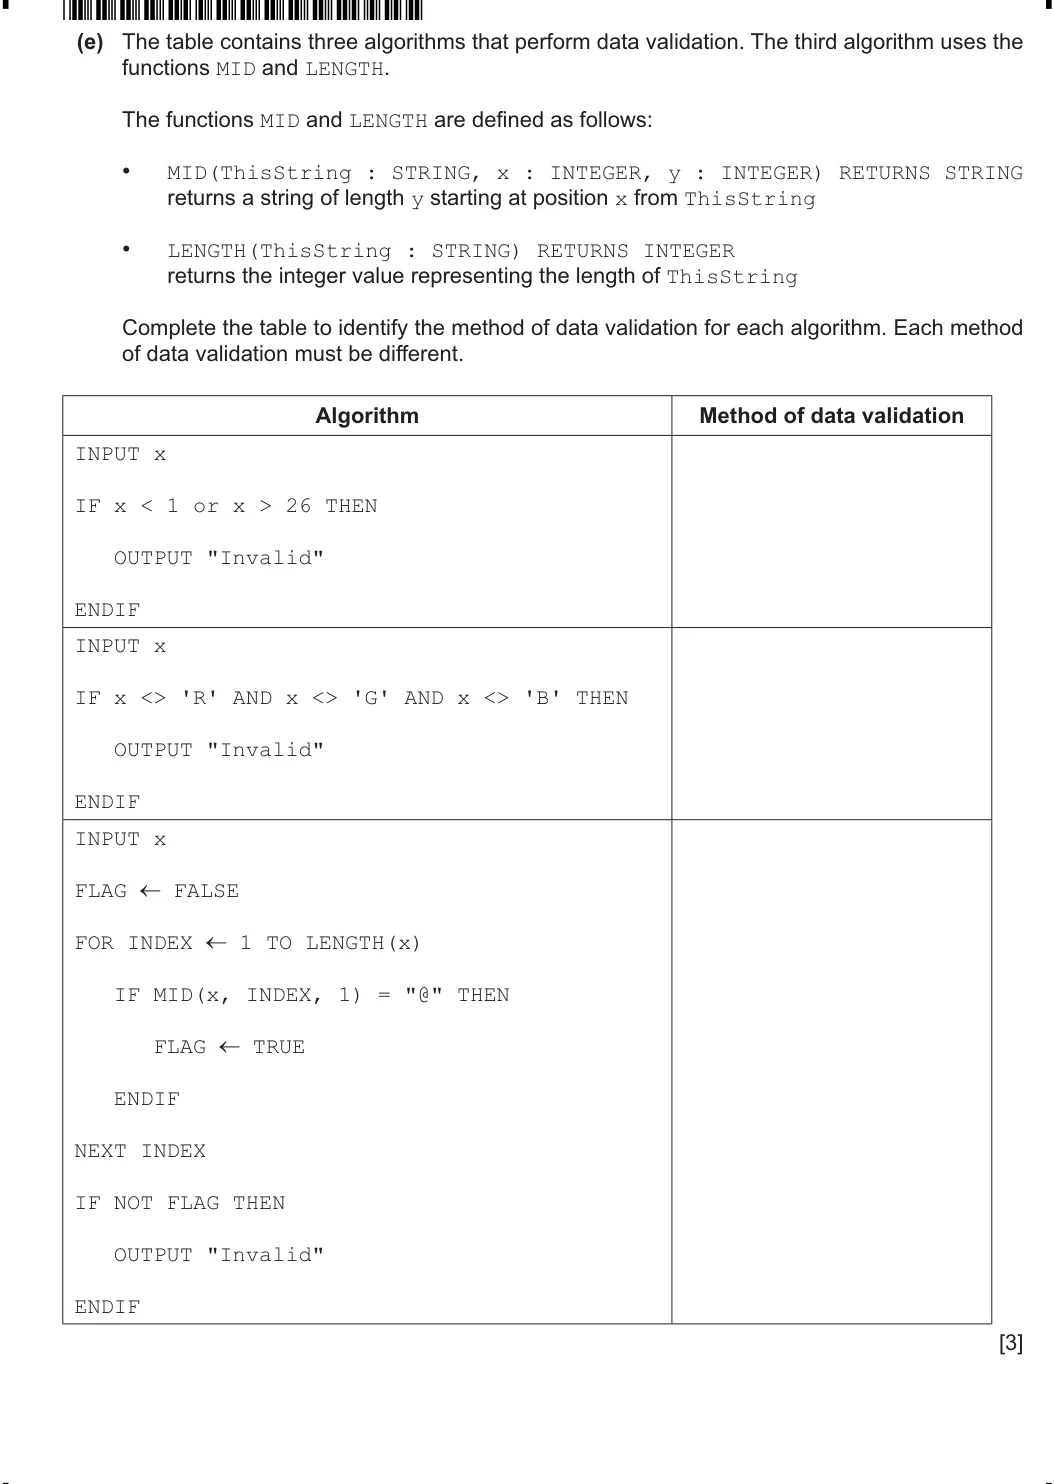 (e) The table contains three algorithms that perform data validation. The third algorithm uses the
functions MID and LENGTH.
The functions MID and LENGTH are defined as follows:
• MID(ThisString : STRING, x : INTEGER, y : INTEGER) RETURNS STRING
returns a string of length y starting at position x from ThisString
• LENGTH(ThisString : STRING) RETURNS INTEGER
returns the integer value representing the length of ThisString
Complete the table to identify the method of data validation for each algorithm. Each method
of data validation must be different.
Algorithm Method of data validation
INPUT x
IF x < 1 or x > 26 THEN
OUTPUT "Invalid"
ENDIF
INPUT x
IF x <> 'R' AND x <> 'G' AND x <> 'B' THEN
OUTPUT "Invalid"
ENDIF
INPUT x
FLAG ← FALSE
FOR INDEX ← 1 TO LENGTH(x)
IF MID(x, INDEX, 1) = "@" THEN
FLAG ← TRUE
ENDIF
NEXT INDEX
IF NOT FLAG THEN
OUTPUT "Invalid"
ENDIF
[3]